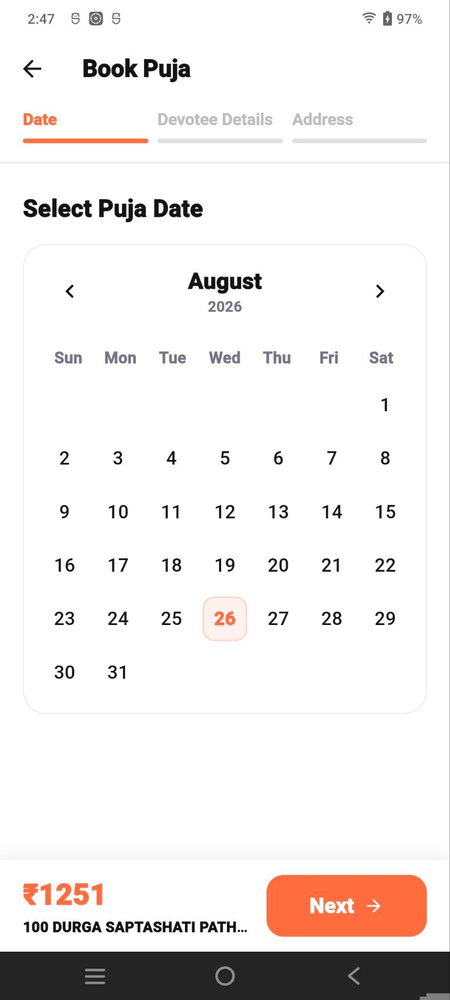 2:47 97%
Book Puja
Date Devotee Details Address
Select Puja Date
August
2026
Sun Mon Tue Wed Thu Fri Sat
1
2 3 4 5 6 7 8
9 10 11 12 13 14 15
16 17 18 19 20 21 22
23 24 25 26 27 28 29
30 31
₹1251
100 DURGA SAPTASHATI PATH...
Next →